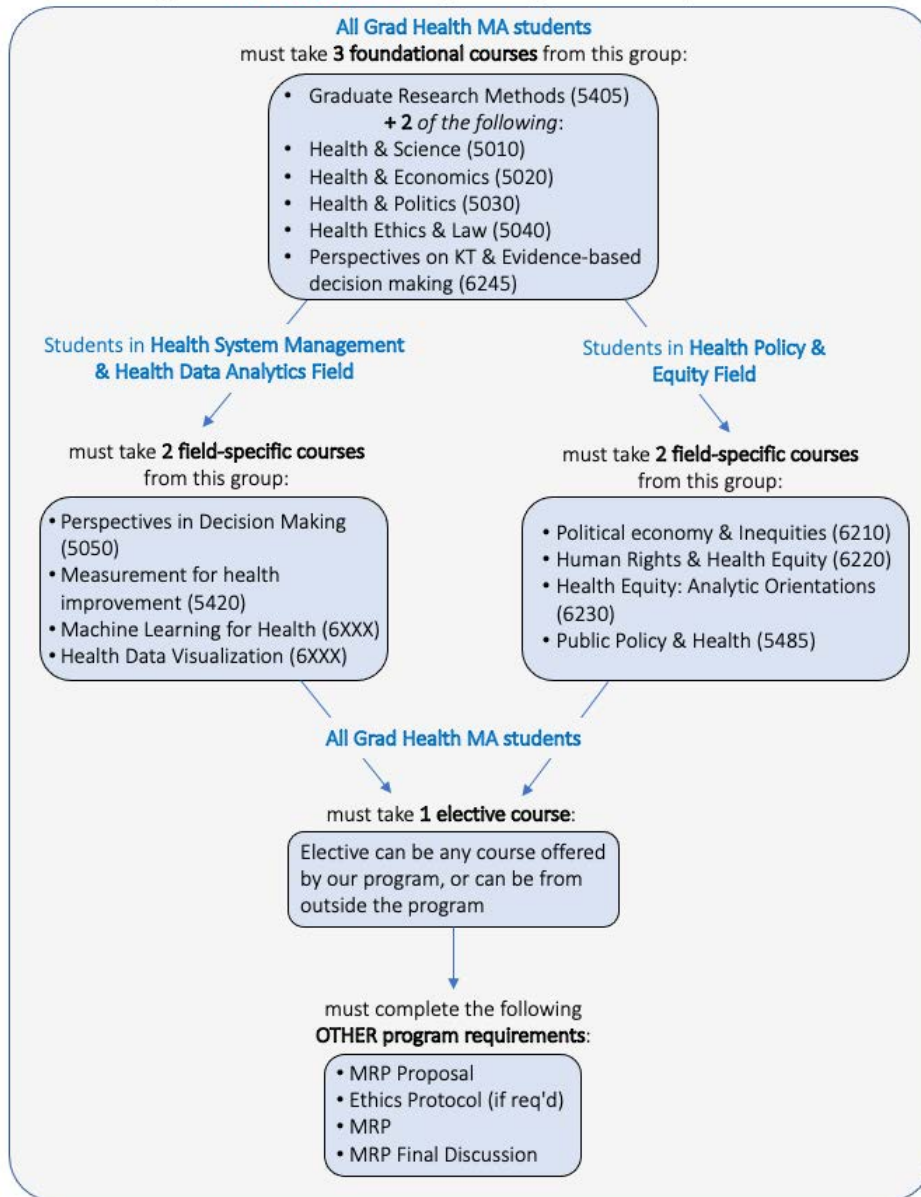 All Grad Health MA students
must take 3 foundational courses from this group:
• Graduate Research Methods (5405)
+ 2 of the following:
• Health & Science (5010)
• Health & Economics (5020)
• Health & Politics (5030)
• Health Ethics & Law (5040)
• Perspectives on KT & Evidence-based
decision making (6245)
Students in Health System Management
& Health Data Analytics Field
must take 2 field-specific courses
from this group:
• Perspectives in Decision Making
(5050)
• Measurement for health
improvement (5420)
• Machine Learning for Health (6XXX)
• Health Data Visualization (6XXX)
Students in Health Policy &
Equity Field
must take 2 field-specific courses
from this group:
• Political economy & Inequities (6210)
• Human Rights & Health Equity (6220)
• Health Equity: Analytic Orientations
(6230)
• Public Policy & Health (5485)
All Grad Health MA students
must take 1 elective course:
Elective can be any course offered
by our program, or can be from
outside the program
must complete the following
OTHER program requirements:
• MRP Proposal
• Ethics Protocol (if req'd)
• MRP
• MRP Final Discussion